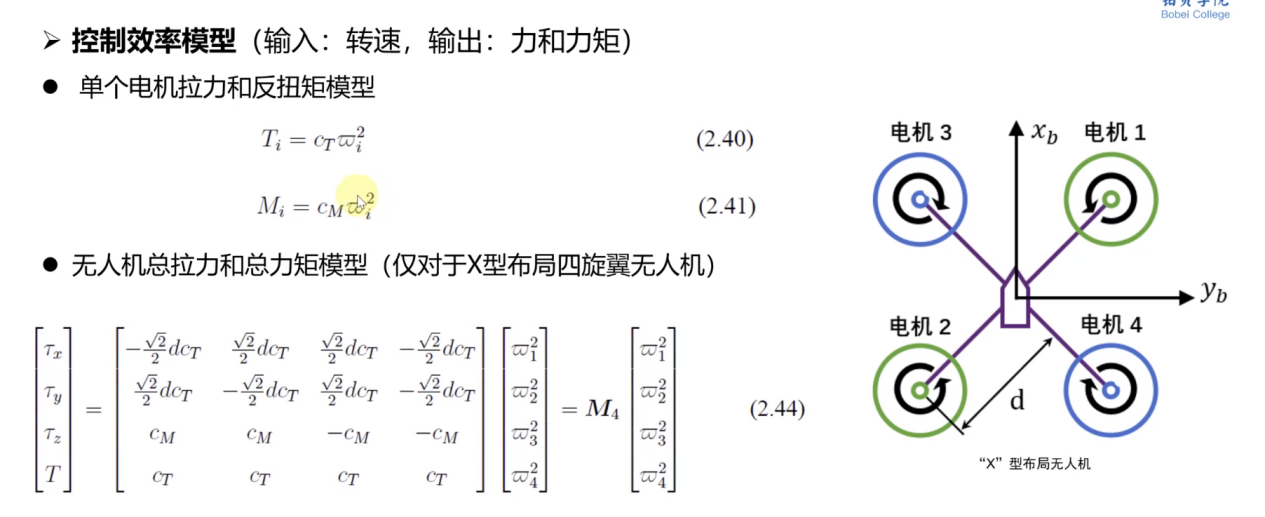 Bobei College
➢ 控制效率模型（输入：转速，输出：力和力矩）
● 单个电机拉力和反扭矩模型
T_i = c_T ϖ_i^2 (2.40)
M_i = c_M ϖ_i^2 (2.41)
● 无人机总拉力和总力矩模型（仅对于X型布局四旋翼无人机）
[τ_x; τ_y; τ_z; T] = [-√2/2 dc_T, √2/2 dc_T, √2/2 dc_T, -√2/2 dc_T; √2/2 dc_T, -√2/2 dc_T, √2/2 dc_T, -√2/2 dc_T; c_M, c_M, -c_M, -c_M; c_T, c_T, c_T, c_T] [ϖ_1^2; ϖ_2^2; ϖ_3^2; ϖ_4^2] = M_4 [ϖ_1^2; ϖ_2^2; ϖ_3^2; ϖ_4^2] (2.44)
电机 3
x_b
电机 1
y_b
电机 2
电机 4
d
“X”型布局无人机